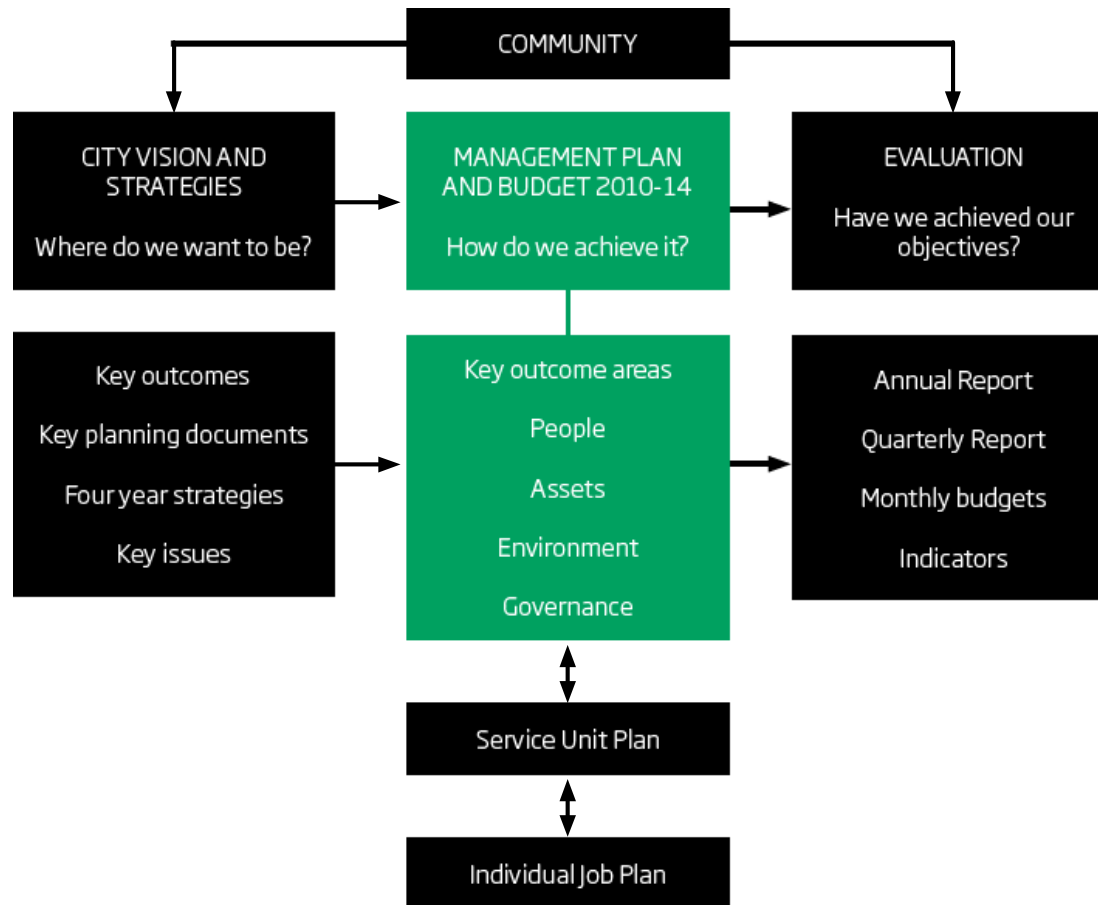 COMMUNITY
CITY VISION AND
STRATEGIES
Where do we want to be?
MANAGEMENT PLAN
AND BUDGET 2010-14
How do we achieve it?
EVALUATION
Have we achieved our
objectives?
Key outcomes
Key planning documents
Four year strategies
Key issues
Key outcome areas
People
Assets
Environment
Governance
Annual Report
Quarterly Report
Monthly budgets
Indicators
Service Unit Plan
Individual Job Plan